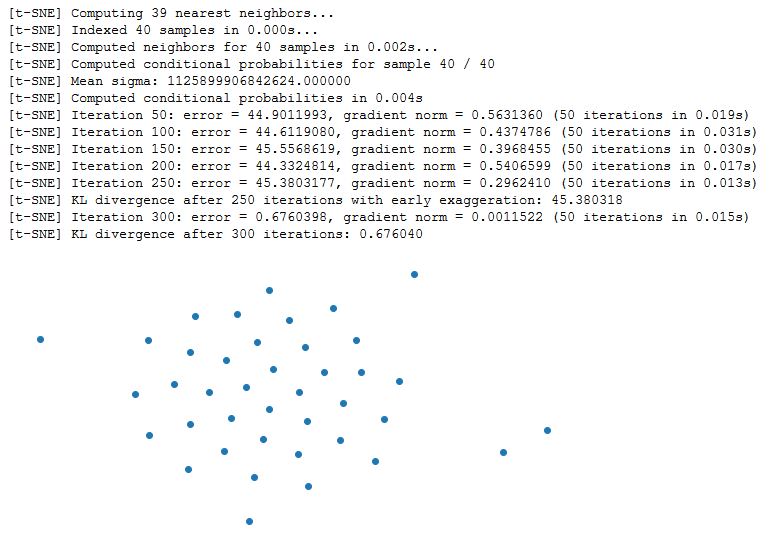 [t-SNE] Computing 39 nearest neighbors...
[t-SNE] Indexed 40 samples in 0.000s...
[t-SNE] Computed neighbors for 40 samples in 0.002s...
[t-SNE] Computed conditional probabilities for sample 40 / 40
[t-SNE] Mean sigma: 1125899906842624.000000
[t-SNE] Computed conditional probabilities in 0.004s
[t-SNE] Iteration 50: error = 44.9011993, gradient norm = 0.5631360 (50 iterations in 0.019s)
[t-SNE] Iteration 100: error = 44.6119080, gradient norm = 0.4374786 (50 iterations in 0.031s)
[t-SNE] Iteration 150: error = 45.5568619, gradient norm = 0.3968455 (50 iterations in 0.030s)
[t-SNE] Iteration 200: error = 44.3324814, gradient norm = 0.5406599 (50 iterations in 0.017s)
[t-SNE] Iteration 250: error = 45.3803177, gradient norm = 0.2962410 (50 iterations in 0.013s)
[t-SNE] KL divergence after 250 iterations with early exaggeration: 45.380318
[t-SNE] Iteration 300: error = 0.6760398, gradient norm = 0.0011522 (50 iterations in 0.015s)
[t-SNE] KL divergence after 300 iterations: 0.676040